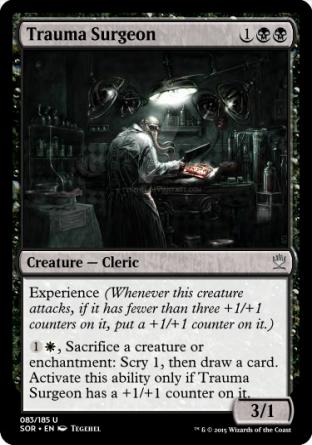 Trauma Surgeon 1
Creature — Cleric
Experience (Whenever this creature
attacks, if it has fewer than three +1/+1
counters on it, put a +1/+1 counter on it.)
1, Sacrifice a creature or
enchantment: Scry 1, then draw a card.
Activate this ability only if Trauma
Surgeon has a +1/+1 counter on it.
3/1
083/185 U
SOR • EN Tegehel
™ & © 2015 Wizards of the Coast